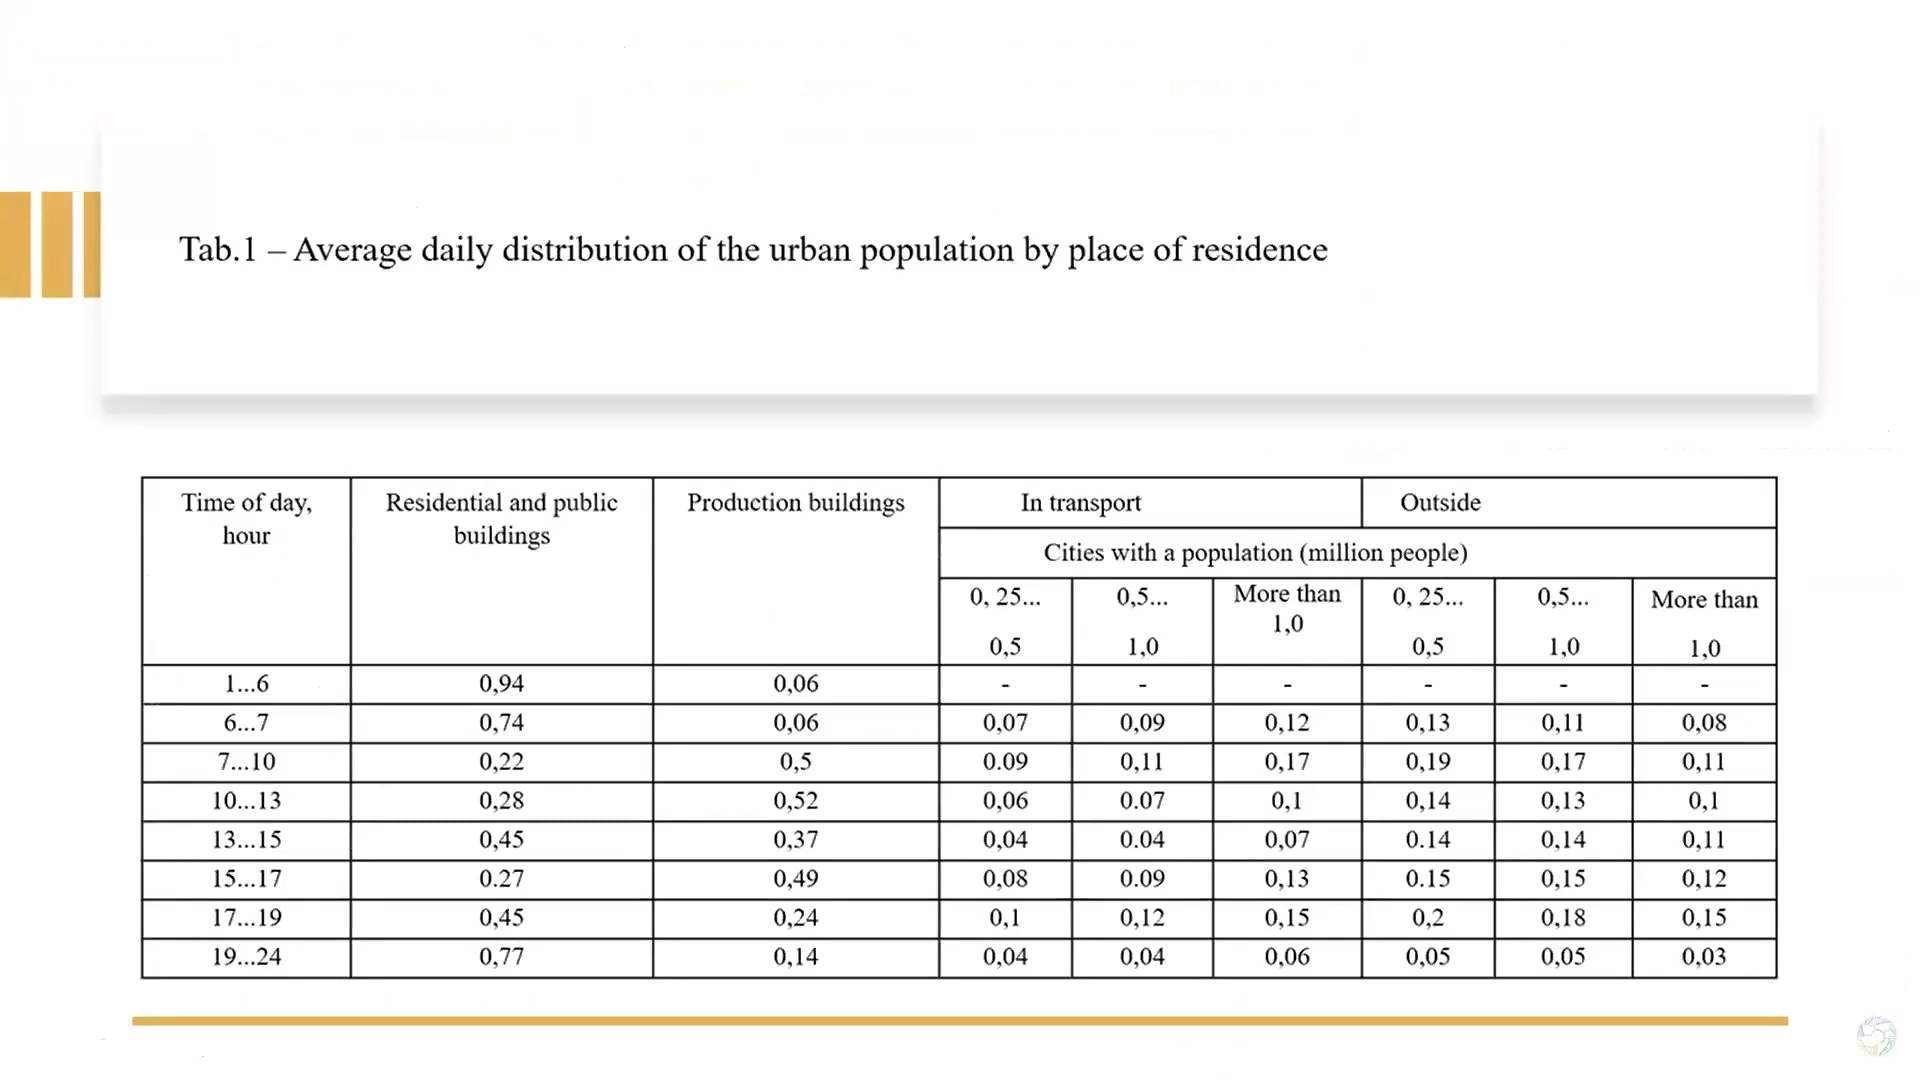 Tab.1 – Average daily distribution of the urban population by place of residence
Time of day, hour | Residential and public buildings | Production buildings | In transport | Outside
Cities with a population (million people)
0, 25... 0,5 | 0,5... 1,0 | More than 1,0 | 0, 25... 0,5 | 0,5... 1,0 | More than 1,0
1...6 | 0,94 | 0,06 | - | - | - | - | - | -
6...7 | 0,74 | 0,06 | 0,07 | 0,09 | 0,12 | 0,13 | 0,11 | 0,08
7...10 | 0,22 | 0,5 | 0.09 | 0,11 | 0,17 | 0,19 | 0,17 | 0,11
10...13 | 0,28 | 0,52 | 0,06 | 0.07 | 0,1 | 0,14 | 0,13 | 0,1
13...15 | 0,45 | 0,37 | 0,04 | 0.04 | 0,07 | 0.14 | 0,14 | 0,11
15...17 | 0.27 | 0,49 | 0,08 | 0.09 | 0,13 | 0.15 | 0,15 | 0,12
17...19 | 0,45 | 0,24 | 0,1 | 0,12 | 0,15 | 0,2 | 0,18 | 0,15
19...24 | 0,77 | 0,14 | 0,04 | 0,04 | 0,06 | 0,05 | 0,05 | 0,03